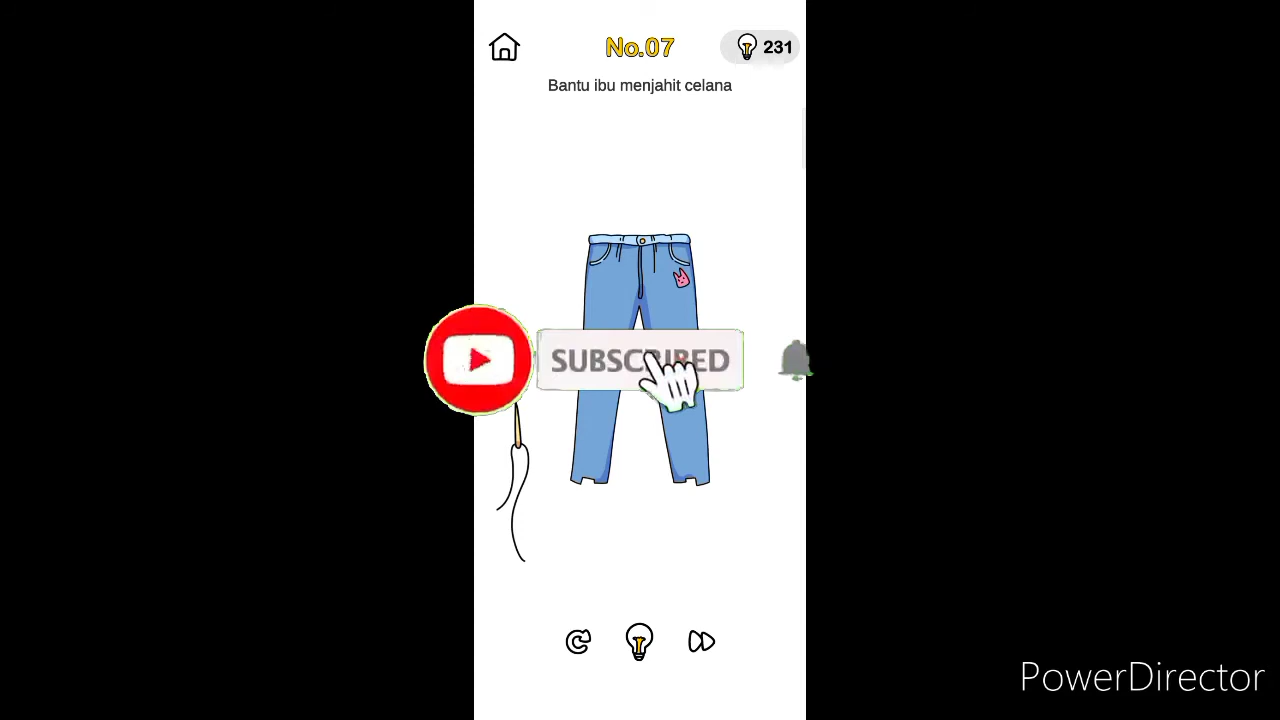 No.07
231
Bantu ibu menjahit celana
SUBSCRIBED
PowerDirector